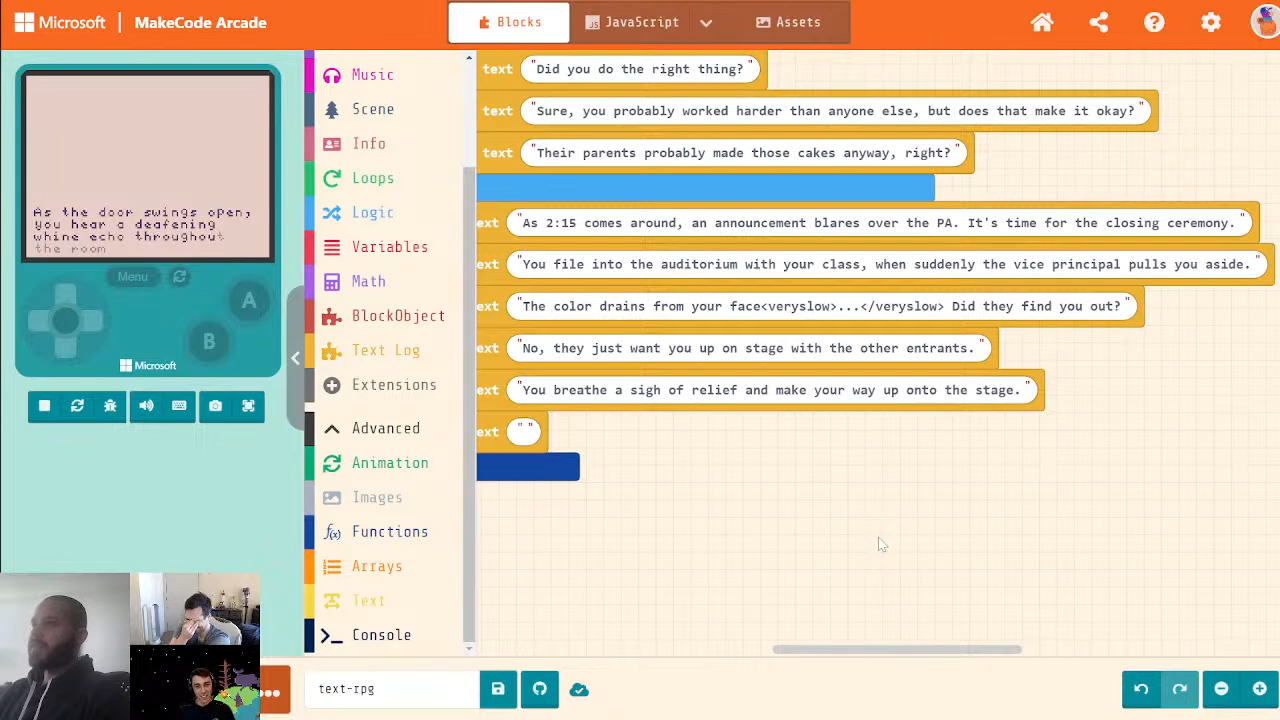 Microsoft
MakeCode Arcade
Blocks
JavaScript
Assets
Music
Scene
Info
Loops
Logic
Variables
Math
BlockObject
Text Log
Extensions
Advanced
Animation
Images
Functions
Arrays
Text
Console
text "Did you do the right thing?"
text "Sure, you probably worked harder than anyone else, but does that make it okay?"
text "Their parents probably made those cakes anyway, right?"
ext "As 2:15 comes around, an announcement blares over the PA. It's time for the closing ceremony."
ext "You file into the auditorium with your class, when suddenly the vice principal pulls you aside."
ext "The color drains from your face<veryslow>...</veryslow> Did they find you out?"
ext "No, they just want you up on stage with the other entrants."
ext "You breathe a sigh of relief and make your way up onto the stage."
ext ""
As the door swings open,
you hear a deafening
whine echo throughout
the room
Menu
A
B
Microsoft
text-rpg